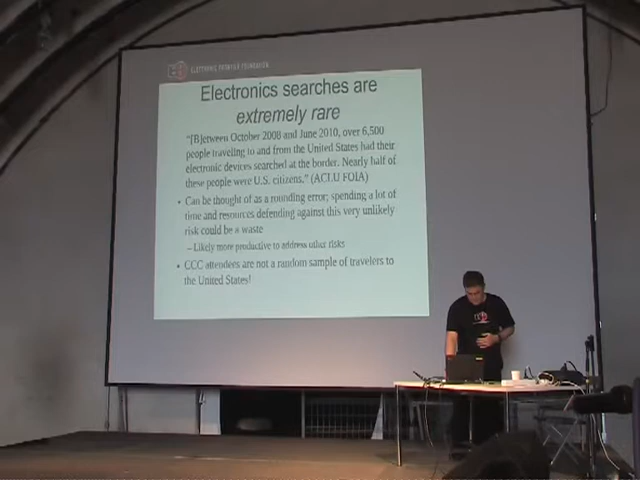 ELECTRONIC FRONTIER FOUNDATION
Electronics searches are
extremely rare
"[B]etween October 2008 and June 2010, over 6,500
people traveling to and from the United States had their
electronic devices searched at the border. Nearly half of
these people were U.S. citizens." (ACLU FOIA)
• Can be thought of as a rounding error; spending a lot of
time and resources defending against this very unlikely
risk could be a waste
– Likely more productive to address other risks
• CCC attendees are not a random sample of travelers to
the United States!